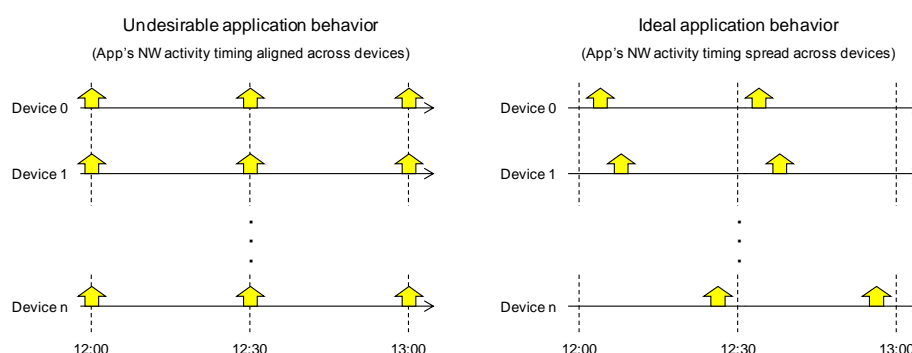 Undesirable application behavior
(App's NW activity timing aligned across devices)
Device 0
Device 1
Device n
12:00 12:30 13:00
Ideal application behavior
(App's NW activity timing spread across devices)
Device 0
Device 1
Device n
12:00 12:30 13:00